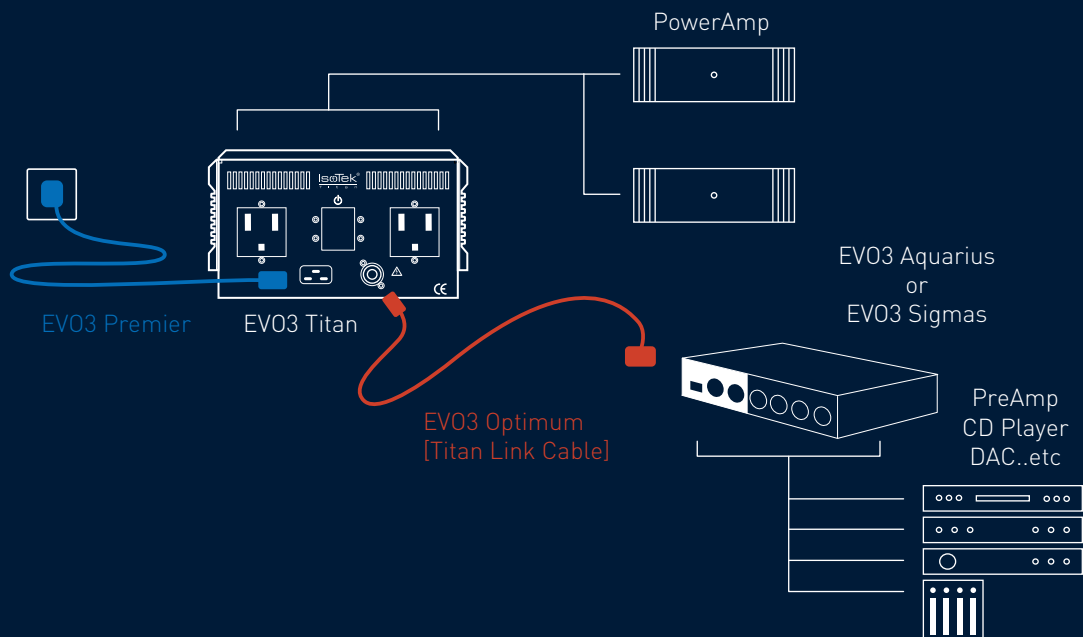 PowerAmp
IsoTek®
EVO3 Aquarius
or
EVO3 Sigmas
EVO3 Premier
EVO3 Titan
CE
EVO3 Optimum
[Titan Link Cable]
PreAmp
CD Player
DAC..etc